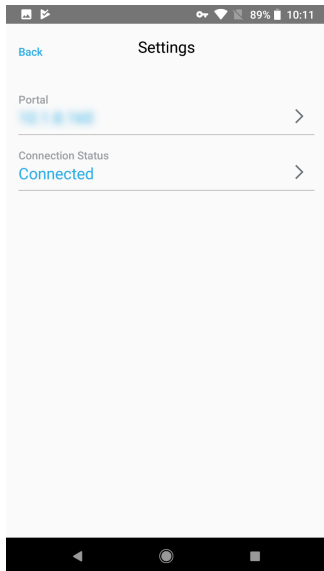 89% 10:11
Back
Settings
Portal
Connection Status
Connected